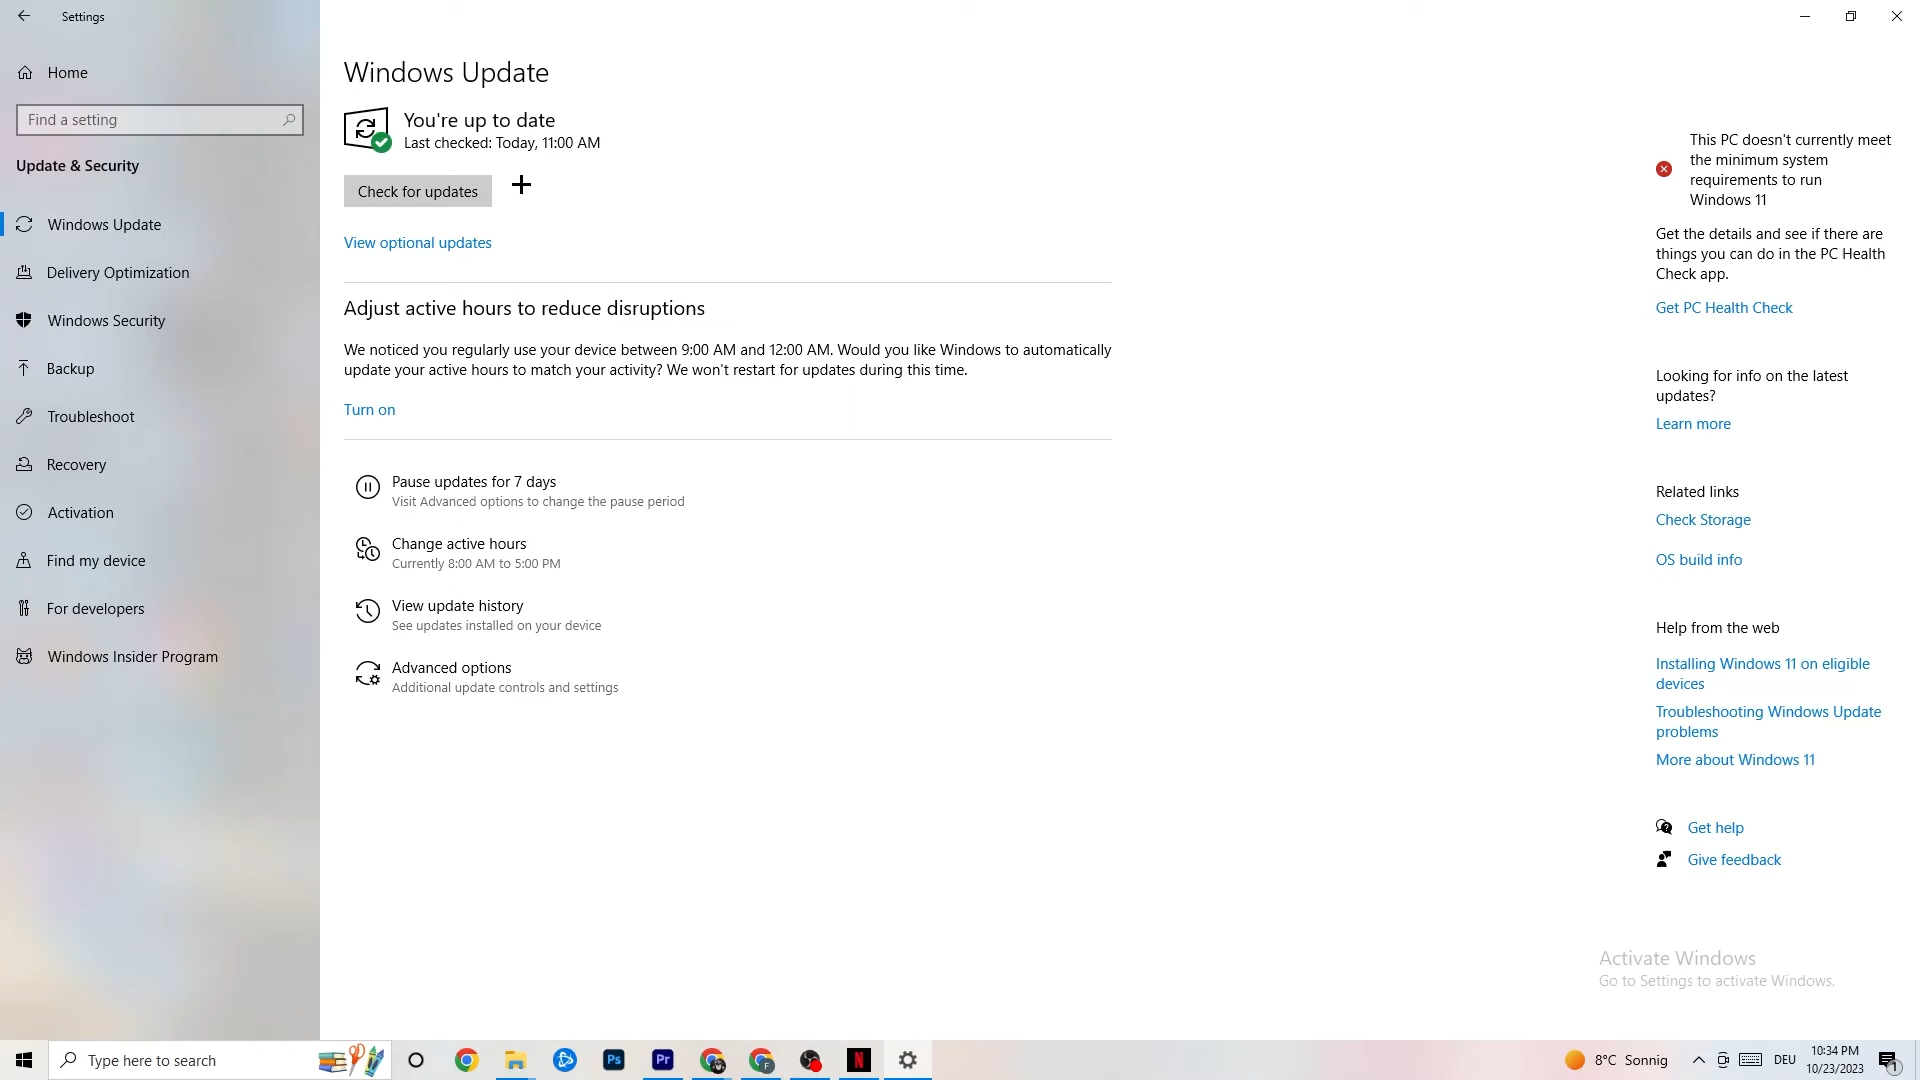 Settings
Home
Find a setting
Update & Security
Windows Update
Delivery Optimization
Windows Security
Backup
Troubleshoot
Recovery
Activation
Find my device
For developers
Windows Insider Program
Windows Update
You're up to date
Last checked: Today, 11:00 AM
Check for updates
View optional updates
Adjust active hours to reduce disruptions
We noticed you regularly use your device between 9:00 AM and 12:00 AM. Would you like Windows to automatically
update your active hours to match your activity? We won't restart for updates during this time.
Turn on
Pause updates for 7 days
Visit Advanced options to change the pause period
Change active hours
Currently 8:00 AM to 5:00 PM
View update history
See updates installed on your device
Advanced options
Additional update controls and settings
This PC doesn't currently meet
the minimum system
requirements to run
Windows 11
Get the details and see if there are
things you can do in the PC Health
Check app.
Get PC Health Check
Looking for info on the latest
updates?
Learn more
Related links
Check Storage
OS build info
Help from the web
Installing Windows 11 on eligible
devices
Troubleshooting Windows Update
problems
More about Windows 11
Get help
Give feedback
Activate Windows
Go to Settings to activate Windows.
Type here to search
Ps
Pr
F
N
8°C Sonnig
DEU
10:34 PM
10/23/2023
1